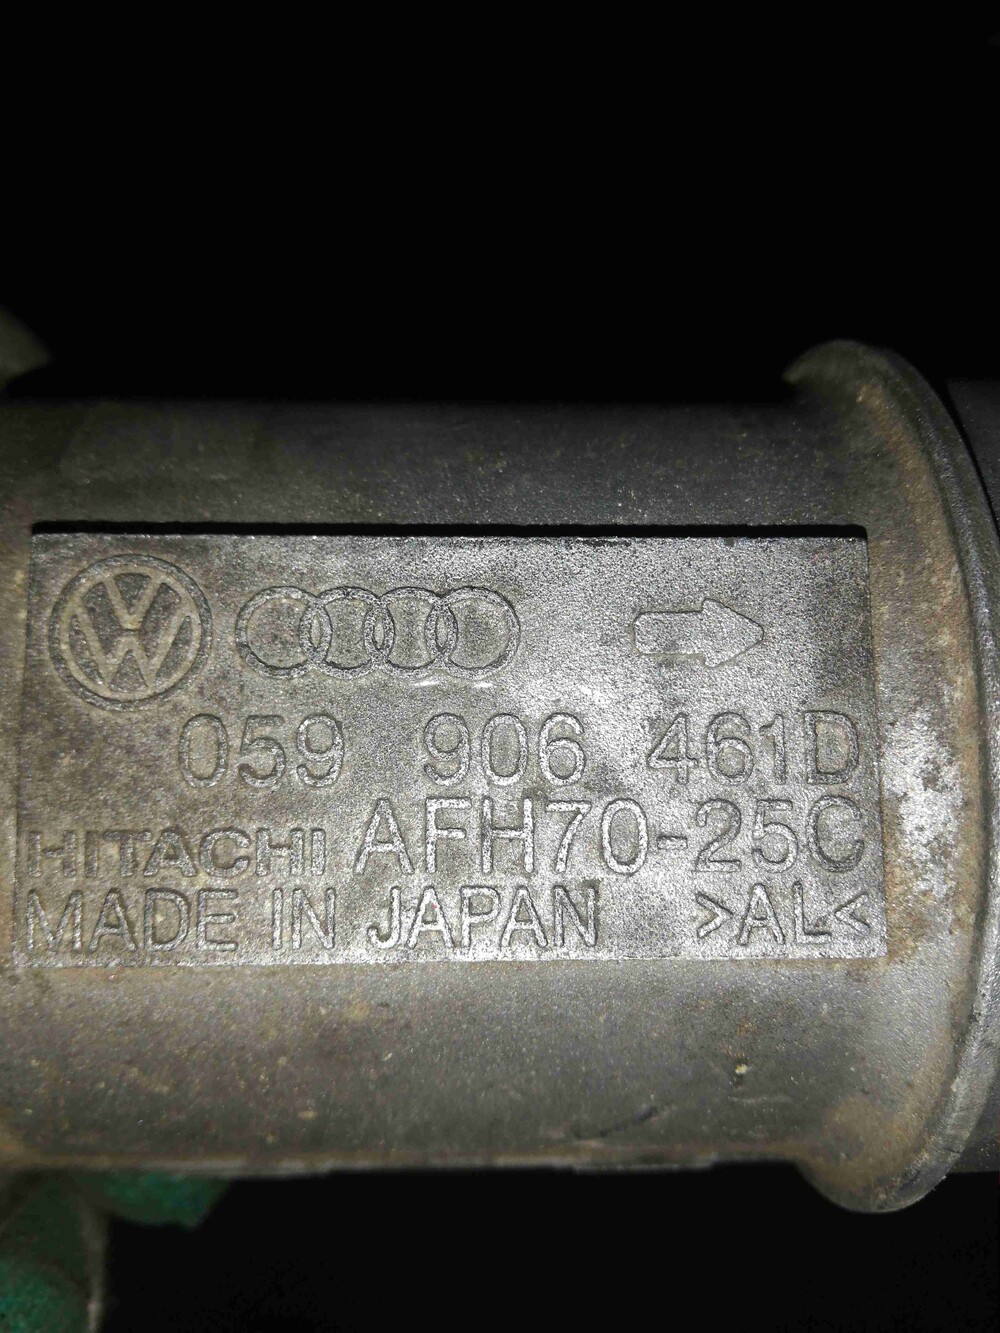 059 906 461D
HITACHI AFH70-25C
MADE IN JAPAN >AL<